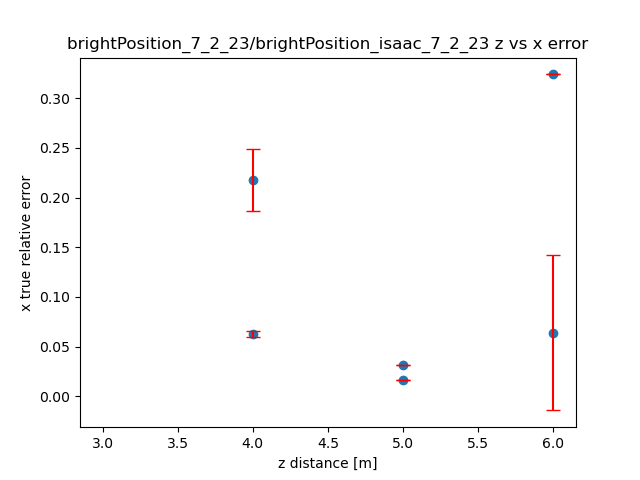 brightPosition_7_2_23/brightPosition_isaac_7_2_23 z vs x error
0.30
0.25
0.20
0.15
0.10
0.05
0.00
x true relative error
3.0 3.5 4.0 4.5 5.0 5.5 6.0
z distance [m]